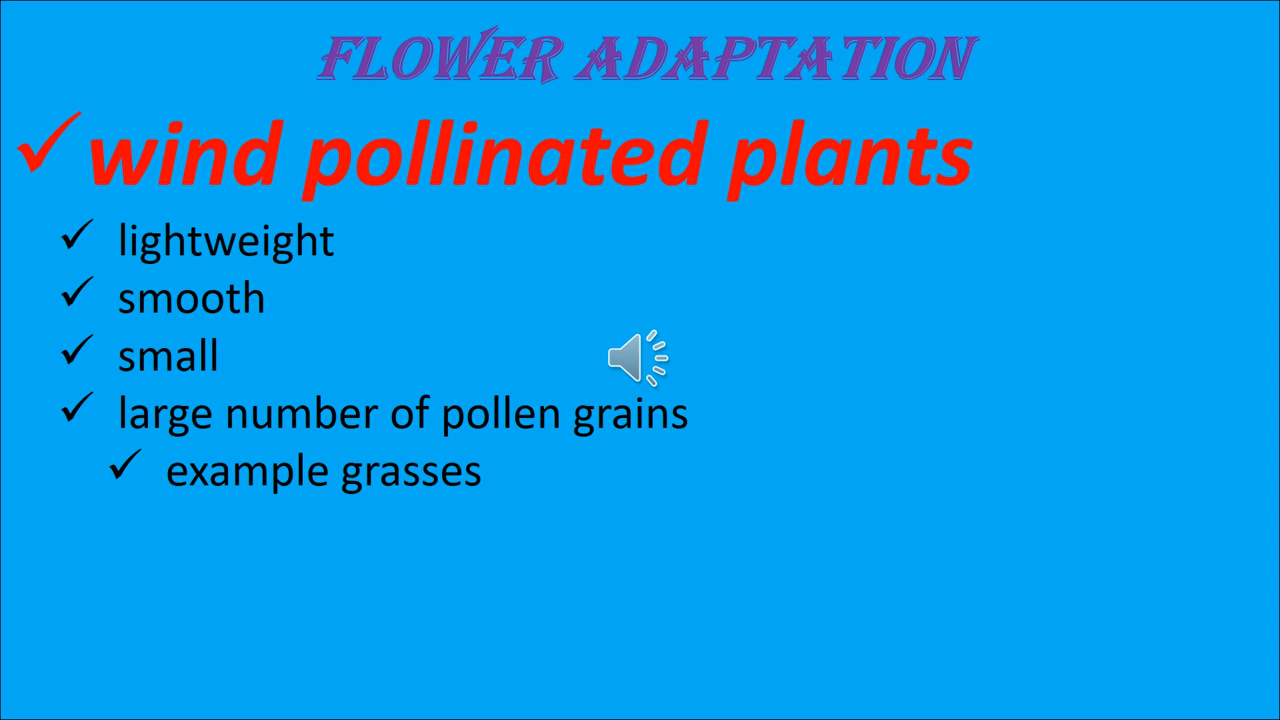 FLOWER ADAPTATION
✓wind pollinated plants
✓ lightweight
✓ smooth
✓ small
✓ large number of pollen grains
✓ example grasses